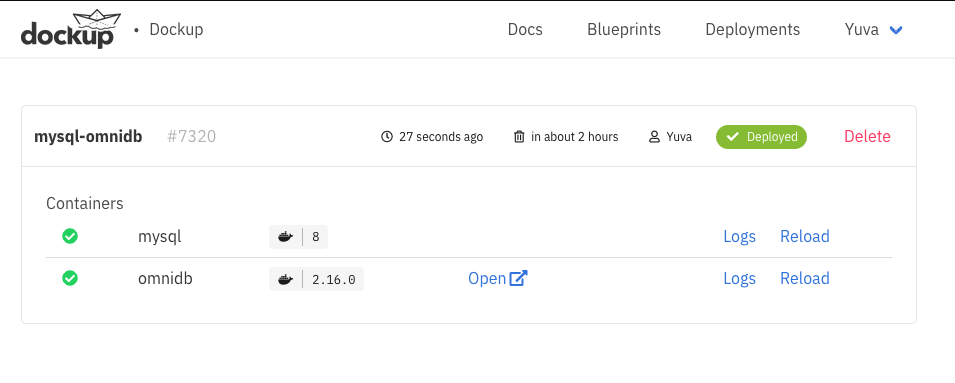 dockup • Dockup Docs Blueprints Deployments Yuva
mysql-omnidb #7320 27 seconds ago in about 2 hours Yuva Deployed Delete
Containers
mysql 8 Logs Reload
omnidb 2.16.0 Open Logs Reload